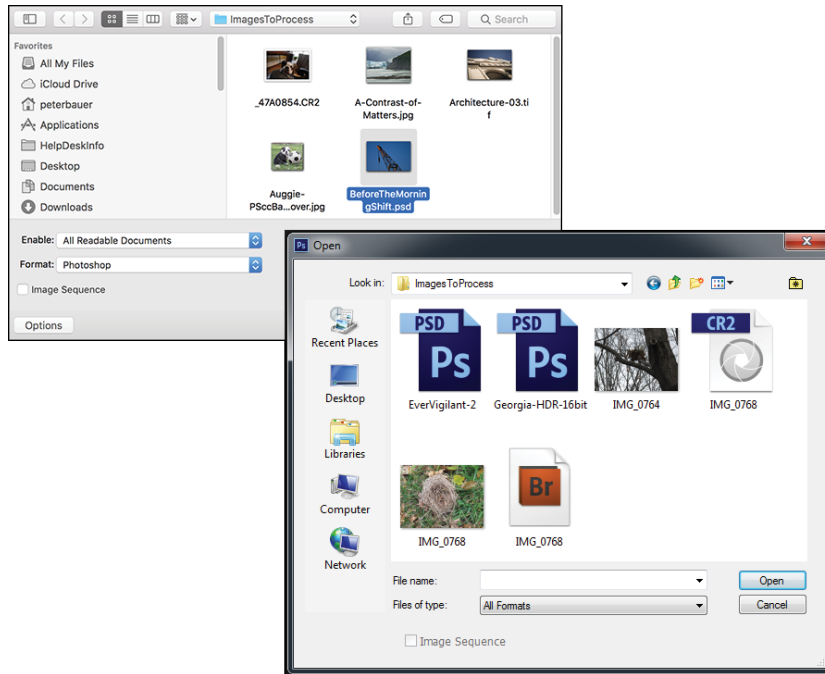 ImagesToProcess
Search
Favorites
All My Files
iCloud Drive
peterbauer
Applications
HelpDeskInfo
Desktop
Documents
Downloads
_47A0854.CR2
A-Contrast-of-
Matters.jpg
Architecture-03.ti
f
Auggie-
PSccBa...over.jpg
BeforeTheMornin
gShift.psd
Enable: All Readable Documents
Format: Photoshop
Image Sequence
Options
Ps Open
Look in: ImagesToProcess
Recent Places
Desktop
Libraries
Computer
Network
PSD
Ps
EverVigilant-2
PSD
Ps
Georgia-HDR-16bit
IMG_0764
CR2
IMG_0768
IMG_0768
Br
IMG_0768
File name:
Open
Files of type: All Formats
Cancel
Image Sequence